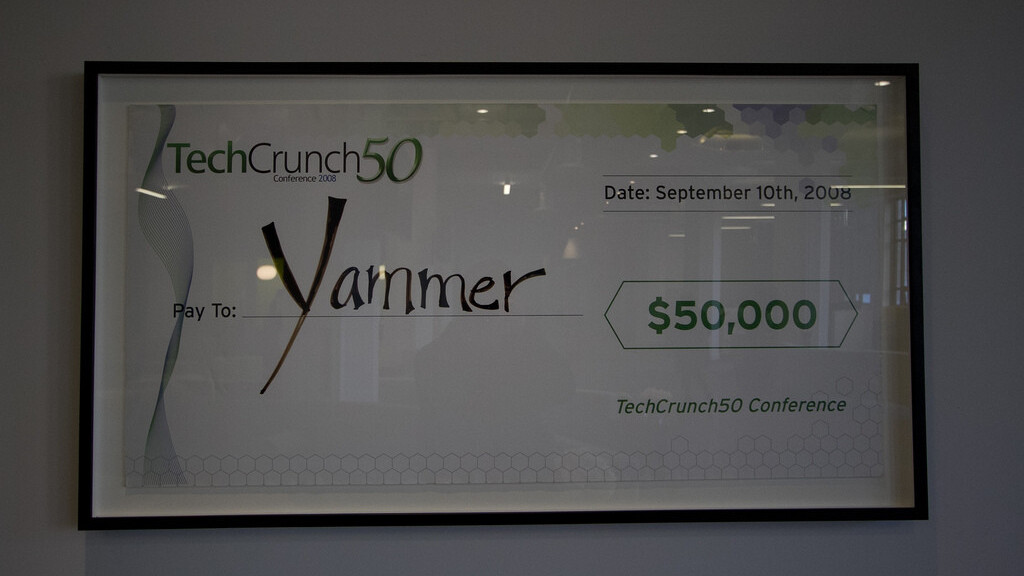 TechCrunch50
Conference 2008
Date: September 10th, 2008
Pay To: Yammer
$50,000
TechCrunch50 Conference